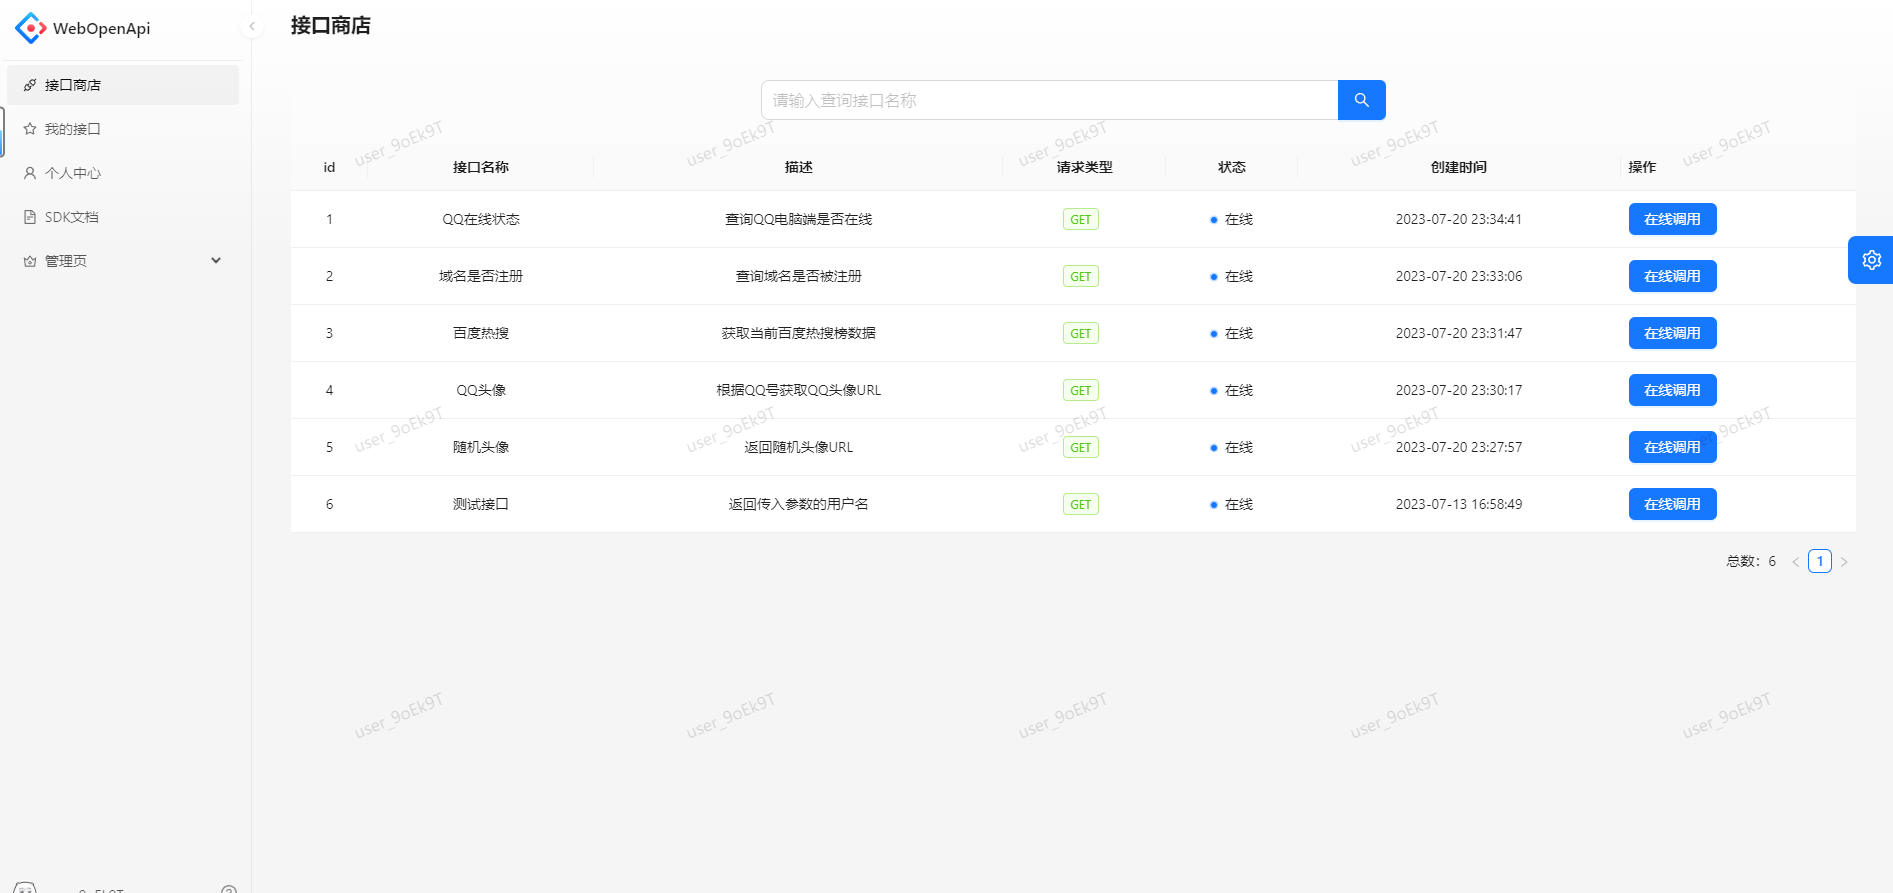 WebOpenApi
接口商店
接口商店
我的接口
个人中心
SDK文档
管理页
请输入查询接口名称
id 接口名称 描述 请求类型 状态 创建时间 操作
1 QQ在线状态 查询QQ电脑端是否在线 GET 在线 2023-07-20 23:34:41 在线调用
2 域名是否注册 查询域名是否被注册 GET 在线 2023-07-20 23:33:06 在线调用
3 百度热搜 获取当前百度热搜榜数据 GET 在线 2023-07-20 23:31:47 在线调用
4 QQ头像 根据QQ号获取QQ头像URL GET 在线 2023-07-20 23:30:17 在线调用
5 随机头像 返回随机头像URL GET 在线 2023-07-20 23:27:57 在线调用
6 测试接口 返回传入参数的用户名 GET 在线 2023-07-13 16:58:49 在线调用
总数：6 < 1 >
user_9oEk9T user_9oEk9T user_9oEk9T user_9oEk9T user_9oEk9T
user_9oEk9T user_9oEk9T user_9oEk9T user_9oEk9T 9oEk9T
user_9oEk9T user_9oEk9T user_9oEk9T user_9oEk9T user_9oEk9T